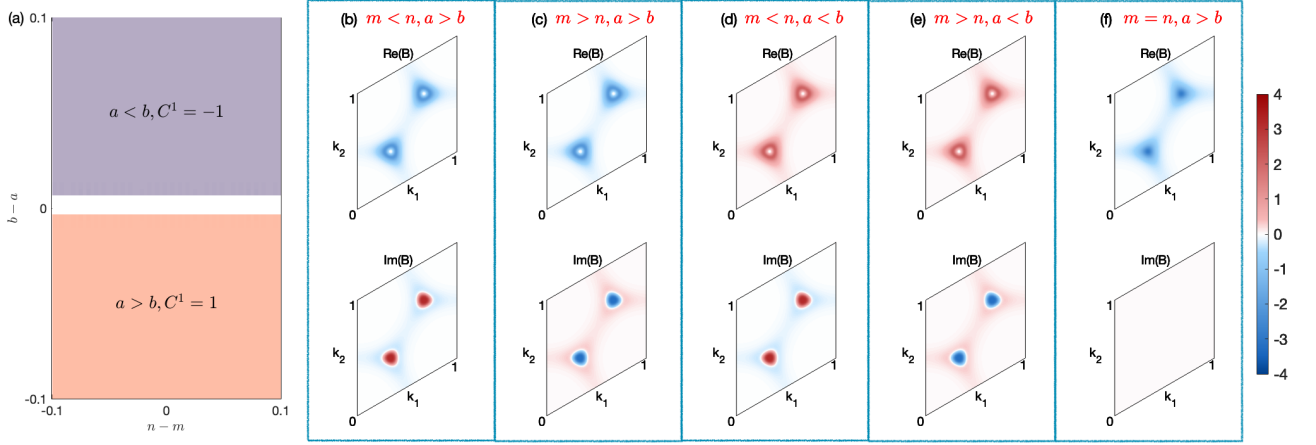 (a)
0.1
0
-0.1
b − a
a < b, C¹ = −1
a > b, C¹ = 1
-0.1
0
0.1
n − m
(b) m < n, a > b
Re(B)
1
k₂
0
k₁
1
Im(B)
1
k₂
0
k₁
1
(c) m > n, a > b
Re(B)
1
k₂
0
k₁
1
Im(B)
1
k₂
0
k₁
1
(d) m < n, a < b
Re(B)
1
k₂
0
k₁
1
Im(B)
1
k₂
0
k₁
1
(e) m > n, a < b
Re(B)
1
k₂
0
k₁
1
Im(B)
1
k₂
0
k₁
1
(f) m = n, a > b
Re(B)
1
k₂
0
k₁
1
Im(B)
1
k₂
0
k₁
1
4
3
2
1
0
-1
-2
-3
-4